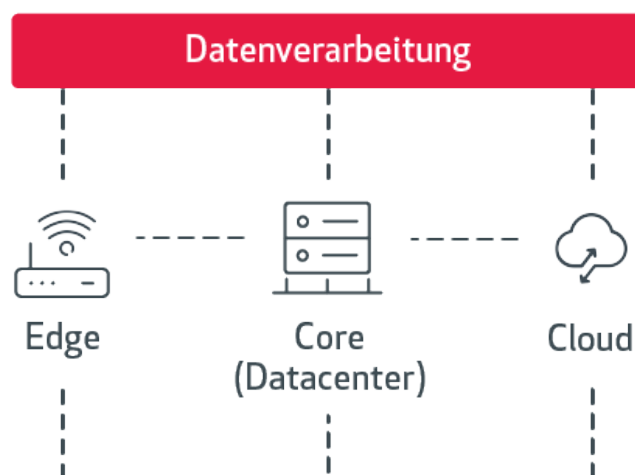 Datenverarbeitung
Edge
Core
(Datacenter)
Cloud